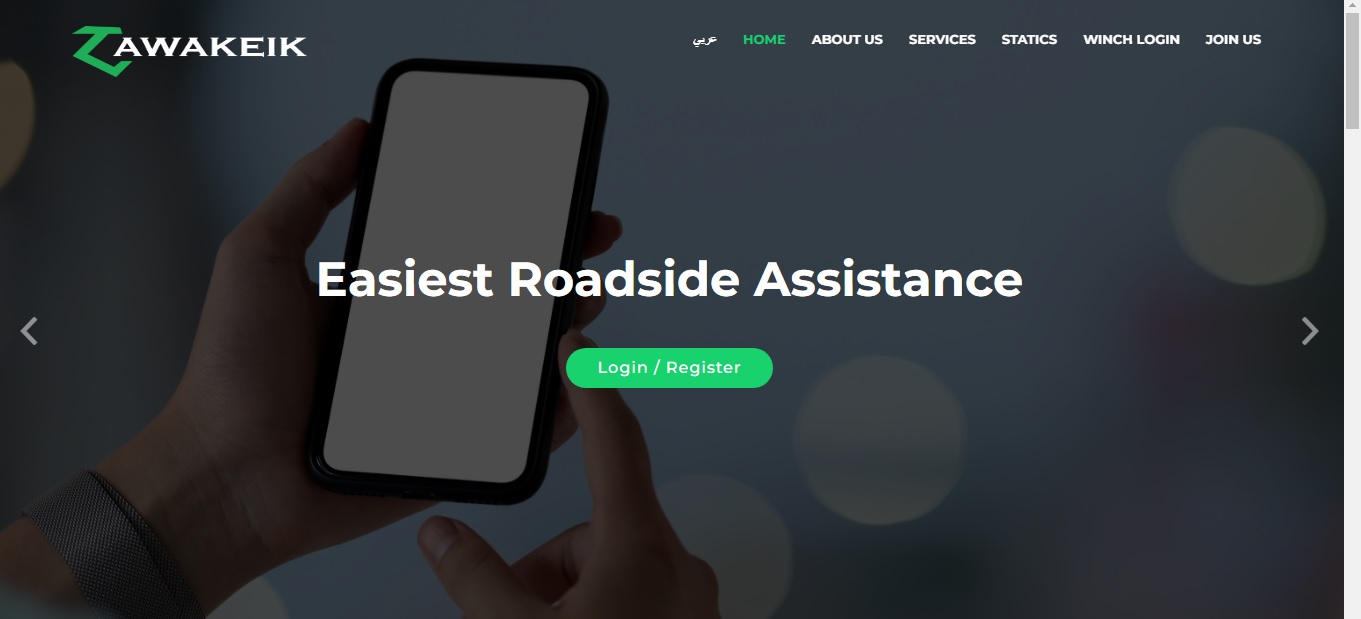 ZAWAKEIK
عربي HOME ABOUT US SERVICES STATICS WINCH LOGIN JOIN US
Easiest Roadside Assistance
Login / Register